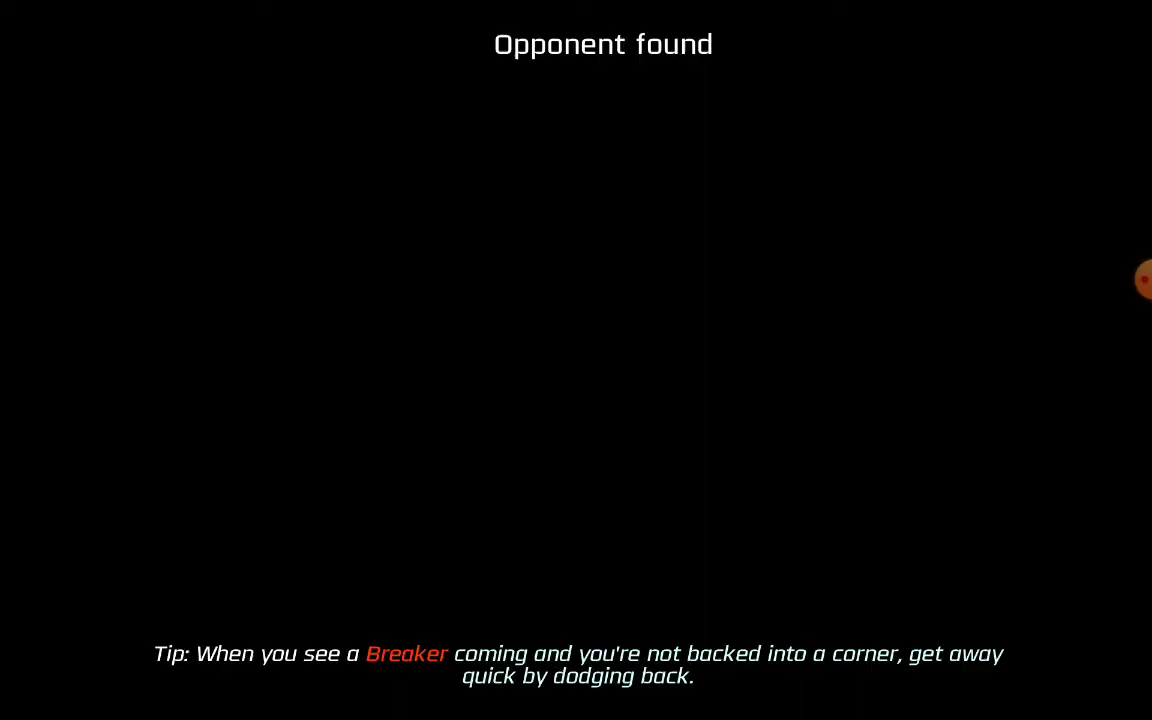 Opponent found
Tip: When you see a Breaker coming and you're not backed into a corner, get away
quick by dodging back.